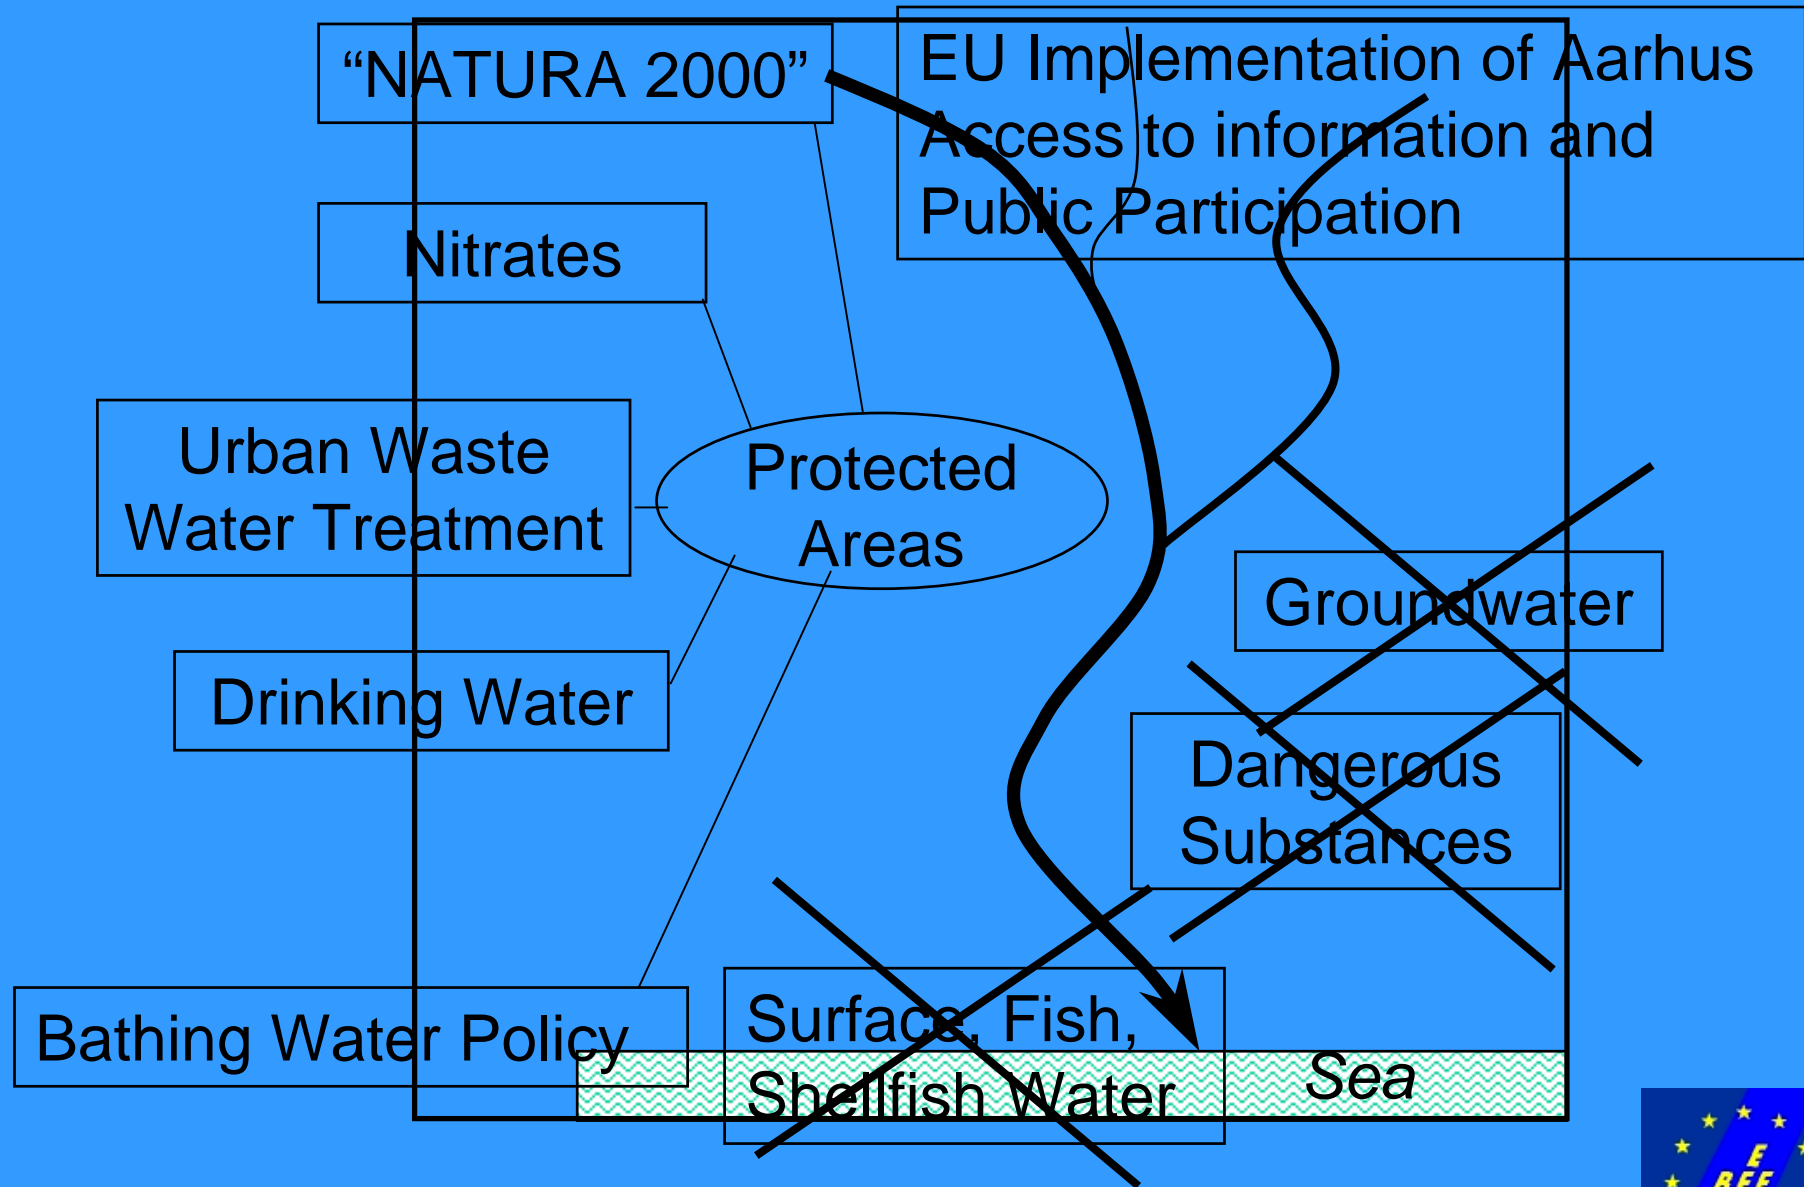 “NATURA 2000”
EU Implementation of Aarhus
Access to information and
Public Participation
Nitrates
Urban Waste
Water Treatment
Protected
Areas
Groundwater
Drinking Water
Dangerous
Substances
Bathing Water Policy
Surface, Fish,
Shellfish Water
Sea
E
BEE